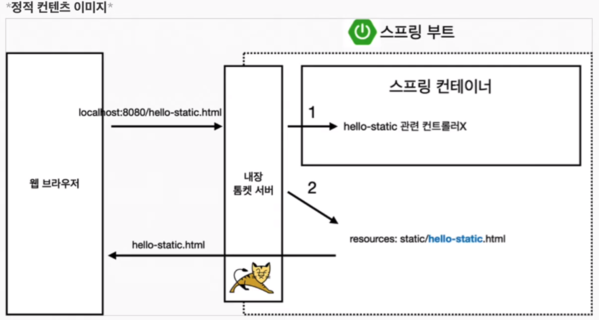 *정적 컨텐츠 이미지*
스프링 부트
스프링 컨테이너
localhost:8080/hello-static.html
1
hello-static 관련 컨트롤러X
웹 브라우저
내장
톰켓 서버
2
resources: static/hello-static.html
hello-static.html